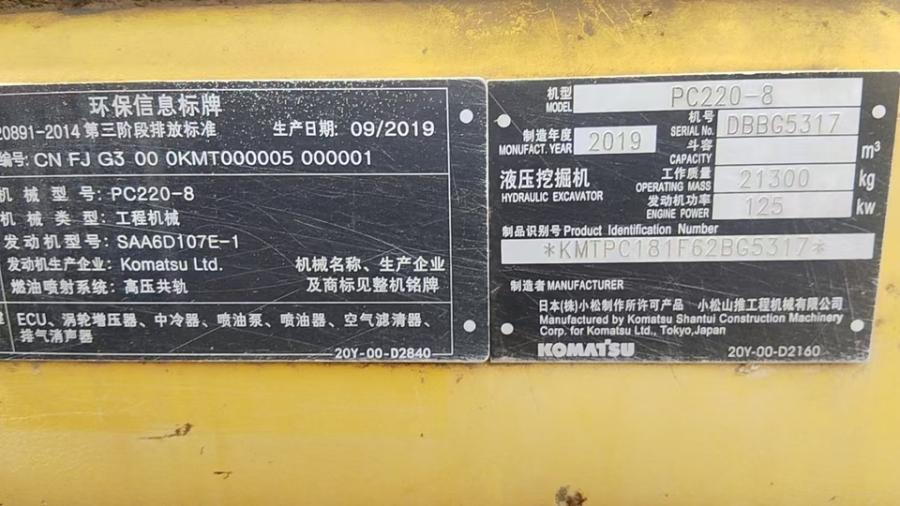 环保信息标牌
20891-2014 第三阶段排放标准
生产日期: 09/2019
编号: CN FJ G3 00 0KMT000005 000001
机械型号: PC220-8
机械类型: 工程机械
发动机型号: SAA6D107E-1
发动机生产企业: Komatsu Ltd.
燃油喷射系统: 高压共轨
机械名称、生产企业
及商标见整机铭牌
ECU、涡轮增压器、中冷器、喷油泵、喷油器、空气滤清器、
排气消声器
20Y-00-D2840
机型
MODEL PC220-8
制造年度
MONUFACT. YEAR 2019
机号
SERIAL No. DBBG5317
斗容
CAPACITY m³
液压挖掘机
HYDRAULIC EXCAVATOR
工作质量
OPERATING MASS 21300 kg
发动机功率
ENGINE POWER 125 kw
制品识别号 Product Identification Number
*KMTPC181F62BG5317*
制造者 MANUFACTURER
日本(株)小松制作所许可产品 小松山推工程机械有限公司
Manufactured by Komatsu Shantui Construction Machinery
Corp. for Komatsu Ltd., Tokyo,Japan
KOMATSU
20Y-00-D2160